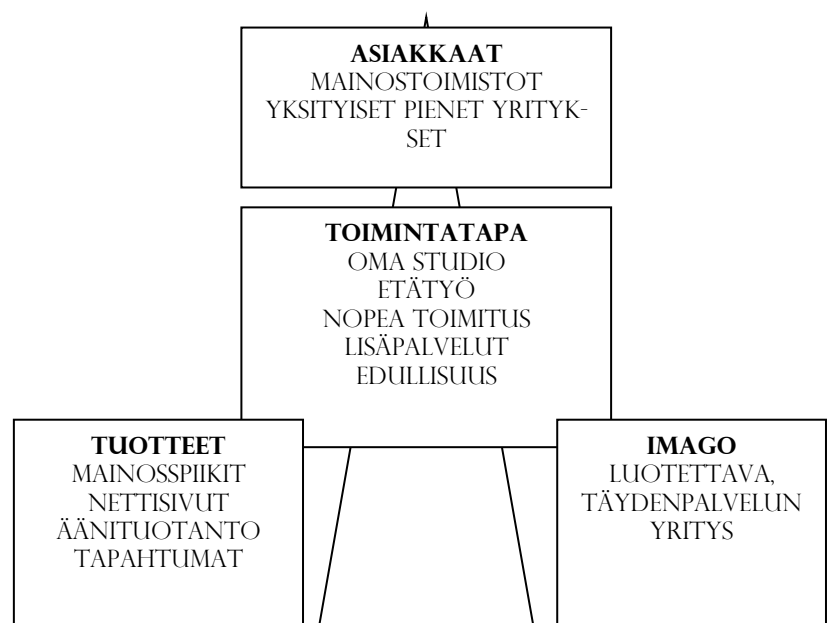 ASIAKKAAT
MAINOSTOIMISTOT
YKSITYISET PIENET YRITYK-
SET
TOIMINTATAPA
OMA STUDIO
ETÄTYÖ
NOPEA TOIMITUS
LISÄPALVELUT
EDULLISUUS
TUOTTEET
MAINOSSPIIKIT
NETTISIVUT
ÄÄNITUOTANTO
TAPAHTUMAT
IMAGO
LUOTETTAVA,
TÄYDENPALVELUN
YRITYS